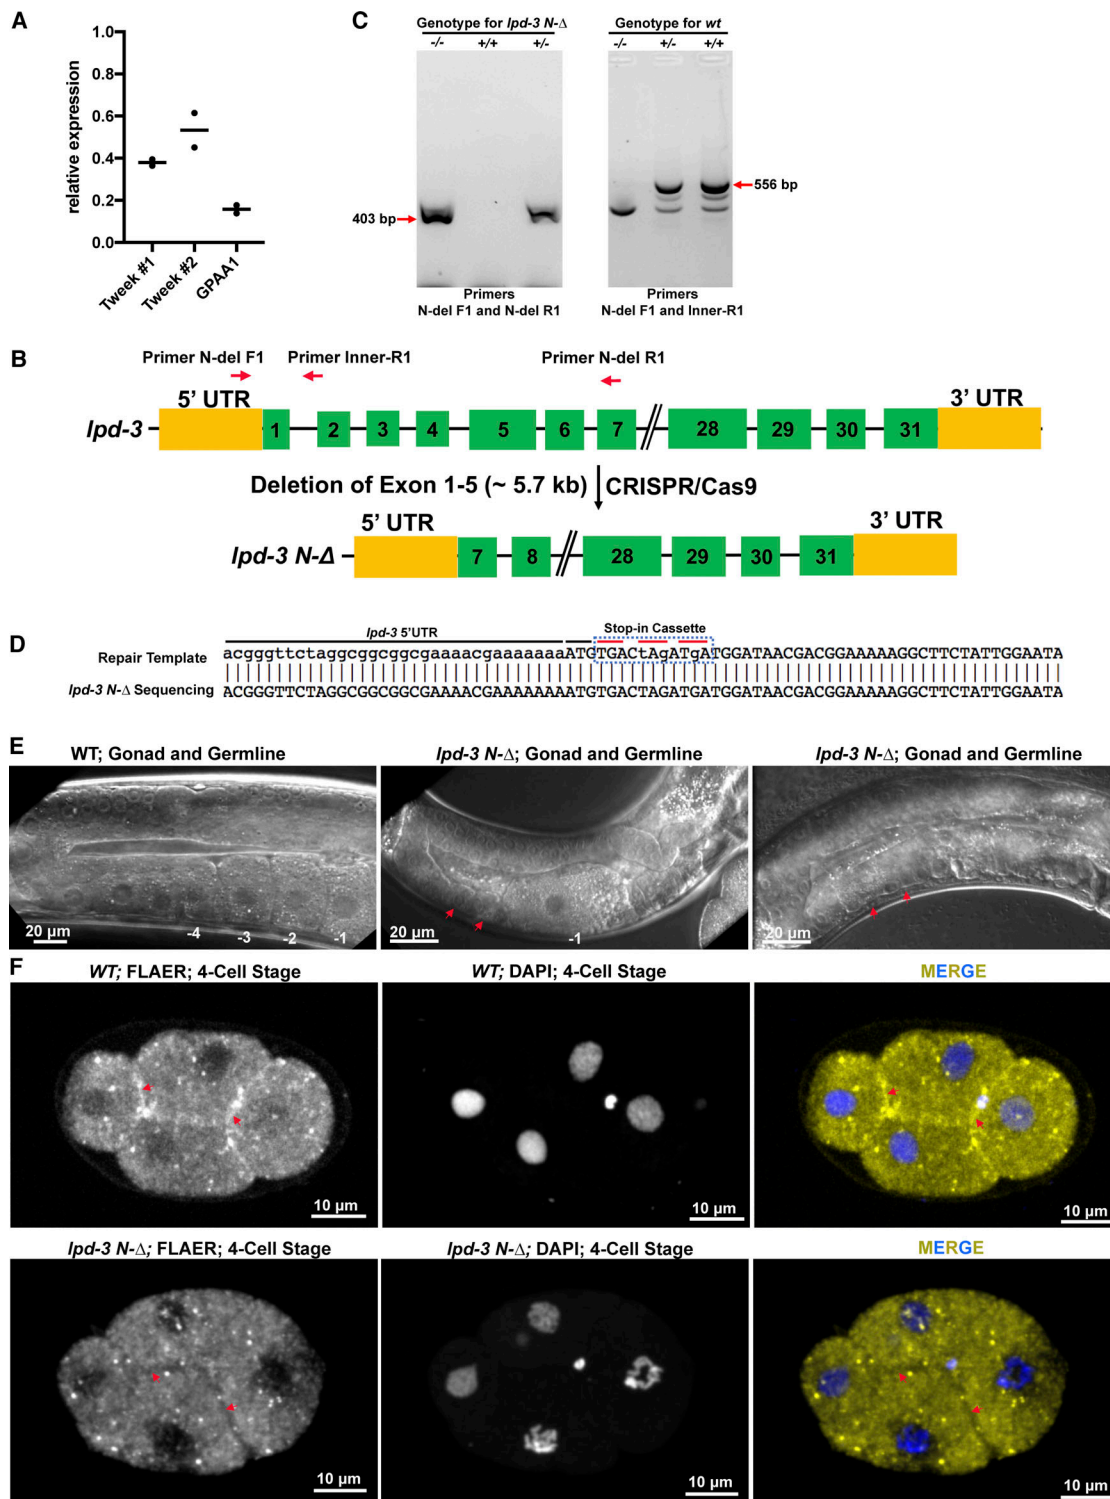 A
1.0
0.8
0.6
0.4
0.2
0.0
relative expression
Tweek #1
Tweek #2
GPAA1
C
Genotype for lpd-3 N-Δ
-/- +/+ +/-
403 bp
Primers
N-del F1 and N-del R1
Genotype for wt
-/- +/- +/+
556 bp
Primers
N-del F1 and Inner-R1
B
Primer N-del F1
Primer Inner-R1
Primer N-del R1
5' UTR
3' UTR
lpd-3
1 2 3 4 5 6 7 28 29 30 31
Deletion of Exon 1-5 (~ 5.7 kb)
CRISPR/Cas9
5' UTR
3' UTR
lpd-3 N-Δ
7 8 28 29 30 31
D
lpd-3 5'UTR
Stop-in Cassette
Repair Template
acgggttctaggcggcggcgaaaacgaaaaaaaATGTGACtAgATgATGGATAACGACGGAAAAAGGCTTCTATTGGAATA
lpd-3 N-Δ Sequencing
ACGGGTTCTAGGCGGCGGCGAAAACGAAAAAAAATGTGACTAGATGATGGATAACGACGGAAAAAGGCTTCTATTGGAATA
E
WT; Gonad and Germline
20 μm
-4 -3 -2 -1
lpd-3 N-Δ; Gonad and Germline
20 μm
-1
lpd-3 N-Δ; Gonad and Germline
20 μm
F
WT; FLAER; 4-Cell Stage
10 μm
WT; DAPI; 4-Cell Stage
10 μm
MERGE
10 μm
lpd-3 N-Δ; FLAER; 4-Cell Stage
10 μm
lpd-3 N-Δ; DAPI; 4-Cell Stage
10 μm
MERGE
10 μm